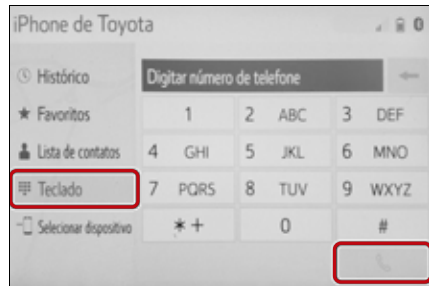 iPhone de Toyota
0
Histórico
Digitar número de telefone
Favoritos
1
2 ABC
3 DEF
Lista de contatos
4 GHI
5 JKL
6 MNO
Teclado
7 PQRS
8 TUV
9 WXYZ
Selecionar dispositivo
*+
0
#